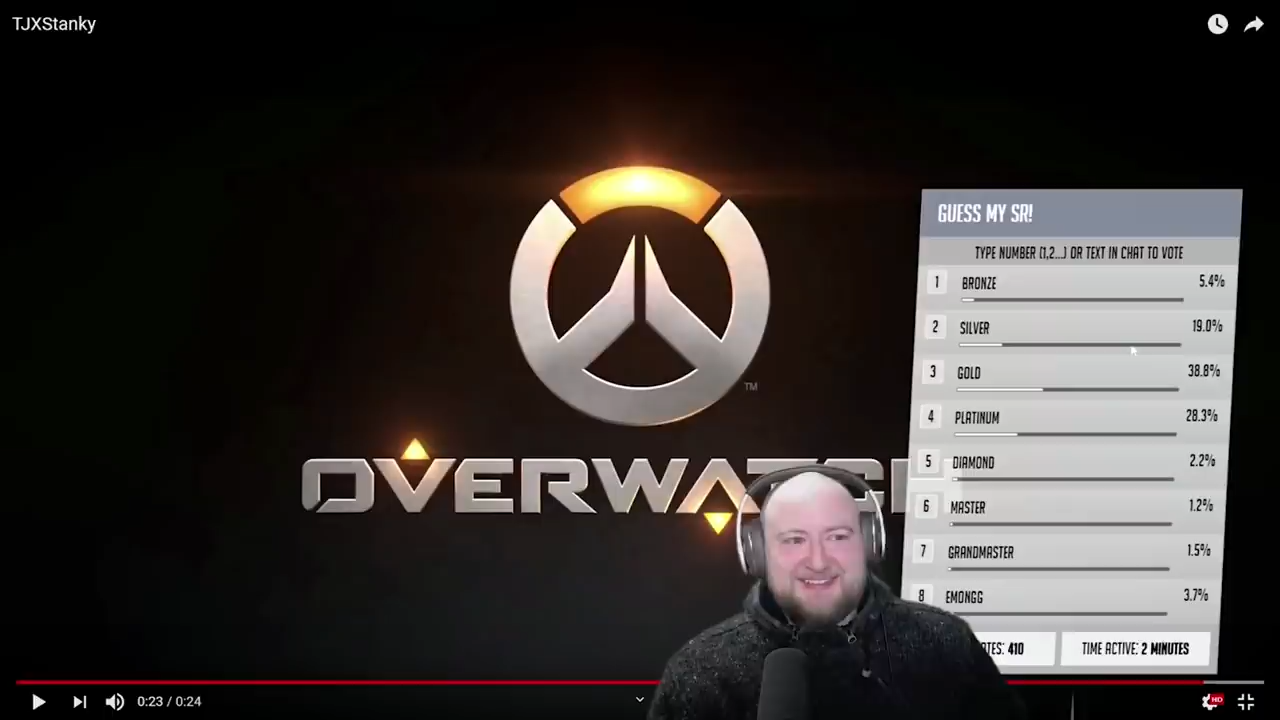 TJXStanky
TM
GUESS MY SR!
TYPE NUMBER (1,2...) OR TEXT IN CHAT TO VOTE
1 BRONZE 5.4%
2 SILVER 19.0%
3 GOLD 38.8%
4 PLATINUM 28.3%
OVERWATC
5 DIAMOND 2.2%
6 MASTER 1.2%
7 GRANDMASTER 1.5%
8 EMONGG 3.7%
TES: 410 TIME ACTIVE: 2 MINUTES
0:23 / 0:24
HD